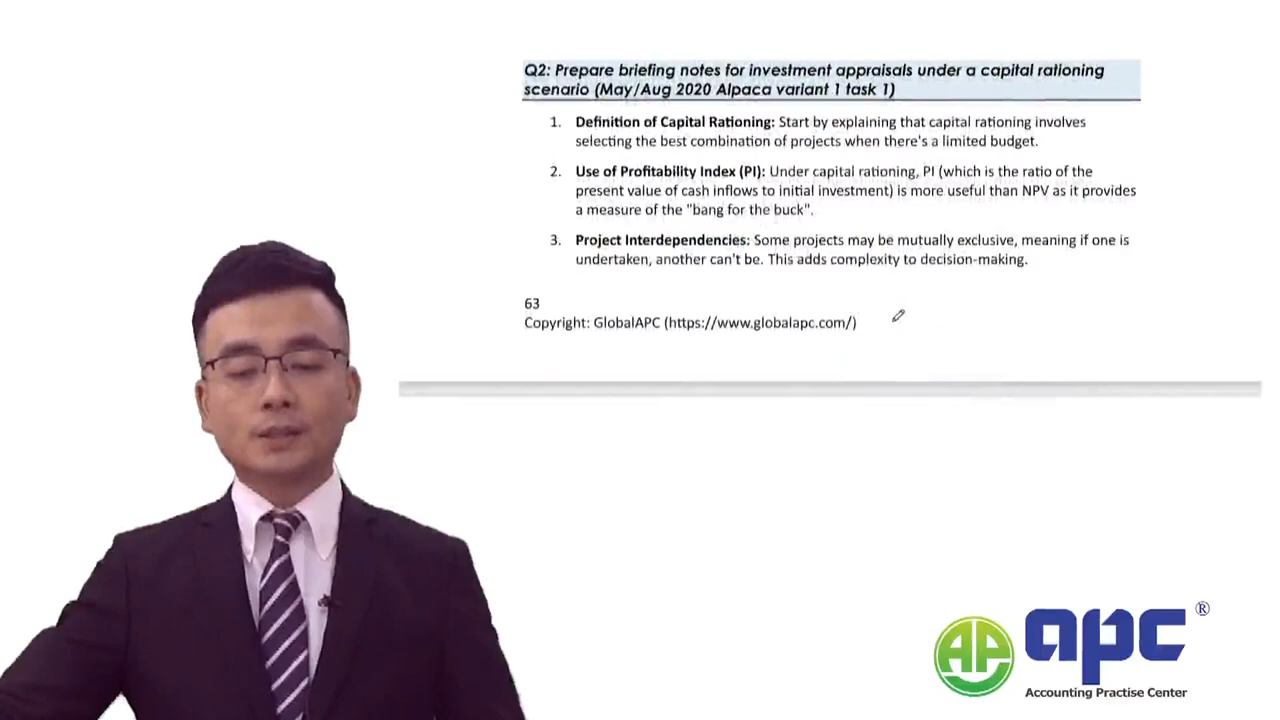 Q2: Prepare briefing notes for investment appraisals under a capital rationing
scenario (May/Aug 2020 Alpaca variant 1 task 1)
1. Definition of Capital Rationing: Start by explaining that capital rationing involves
selecting the best combination of projects when there's a limited budget.
2. Use of Profitability Index (PI): Under capital rationing, PI (which is the ratio of the
present value of cash inflows to initial investment) is more useful than NPV as it provides
a measure of the "bang for the buck".
3. Project Interdependencies: Some projects may be mutually exclusive, meaning if one is
undertaken, another can't be. This adds complexity to decision-making.
63
Copyright: GlobalAPC (https://www.globalapc.com/)
apc ®
Accounting Practise Center